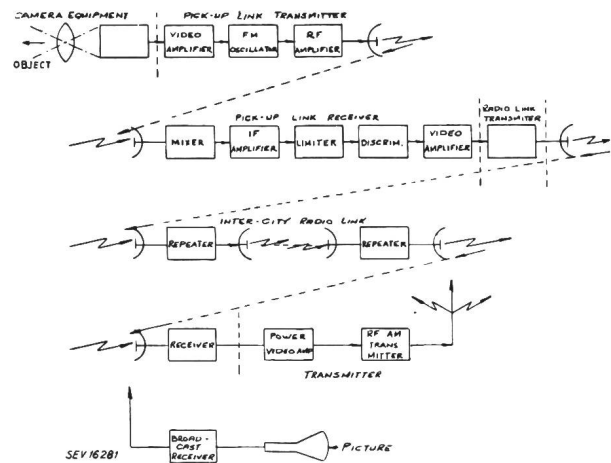 CAMERA EQUIPMENT
PICK-UP LINK TRANSMITTER
OBJECT
VIDEO
AMPLIFIER
FM
OSCILLATOR
RF
AMPLIFIER
PICK-UP LINK RECEIVER
RADIO LINK
TRANSMITER
MIXER
IF
AMPLIFIER
LIMITER
DISCRIM.
VIDEO
AMPLIFIER
INTER-CITY RADIO LINK
REPEATER
REPEATER
RECEIVER
POWER
VIDEO AMP
RF AM
TRANS
MITTER
TRANSMITTER
BROAD-
CAST
RECEIVER
PICTURE
SEV 16281